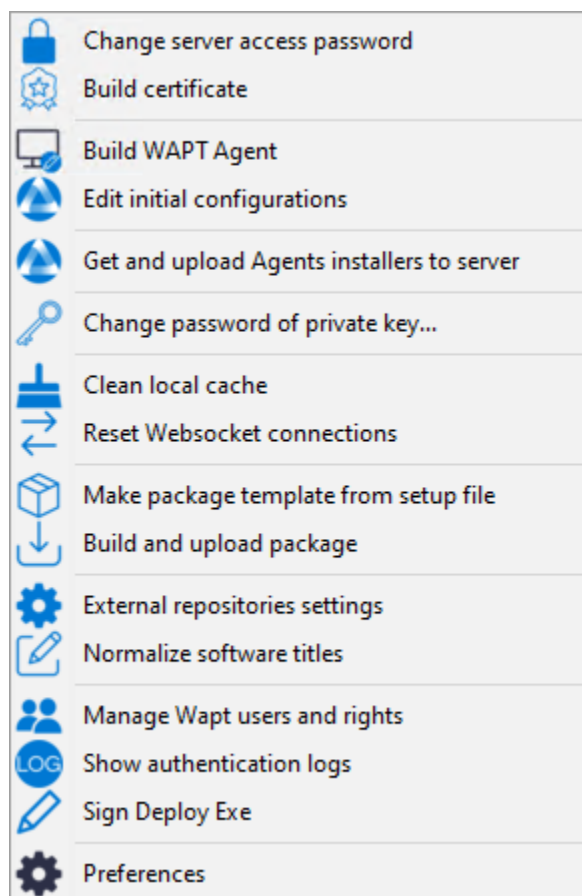 Change server access password
Build certificate
Build WAPT Agent
Edit initial configurations
Get and upload Agents installers to server
Change password of private key...
Clean local cache
Reset Websocket connections
Make package template from setup file
Build and upload package
External repositories settings
Normalize software titles
Manage Wapt users and rights
LOG Show authentication logs
Sign Deploy Exe
Preferences